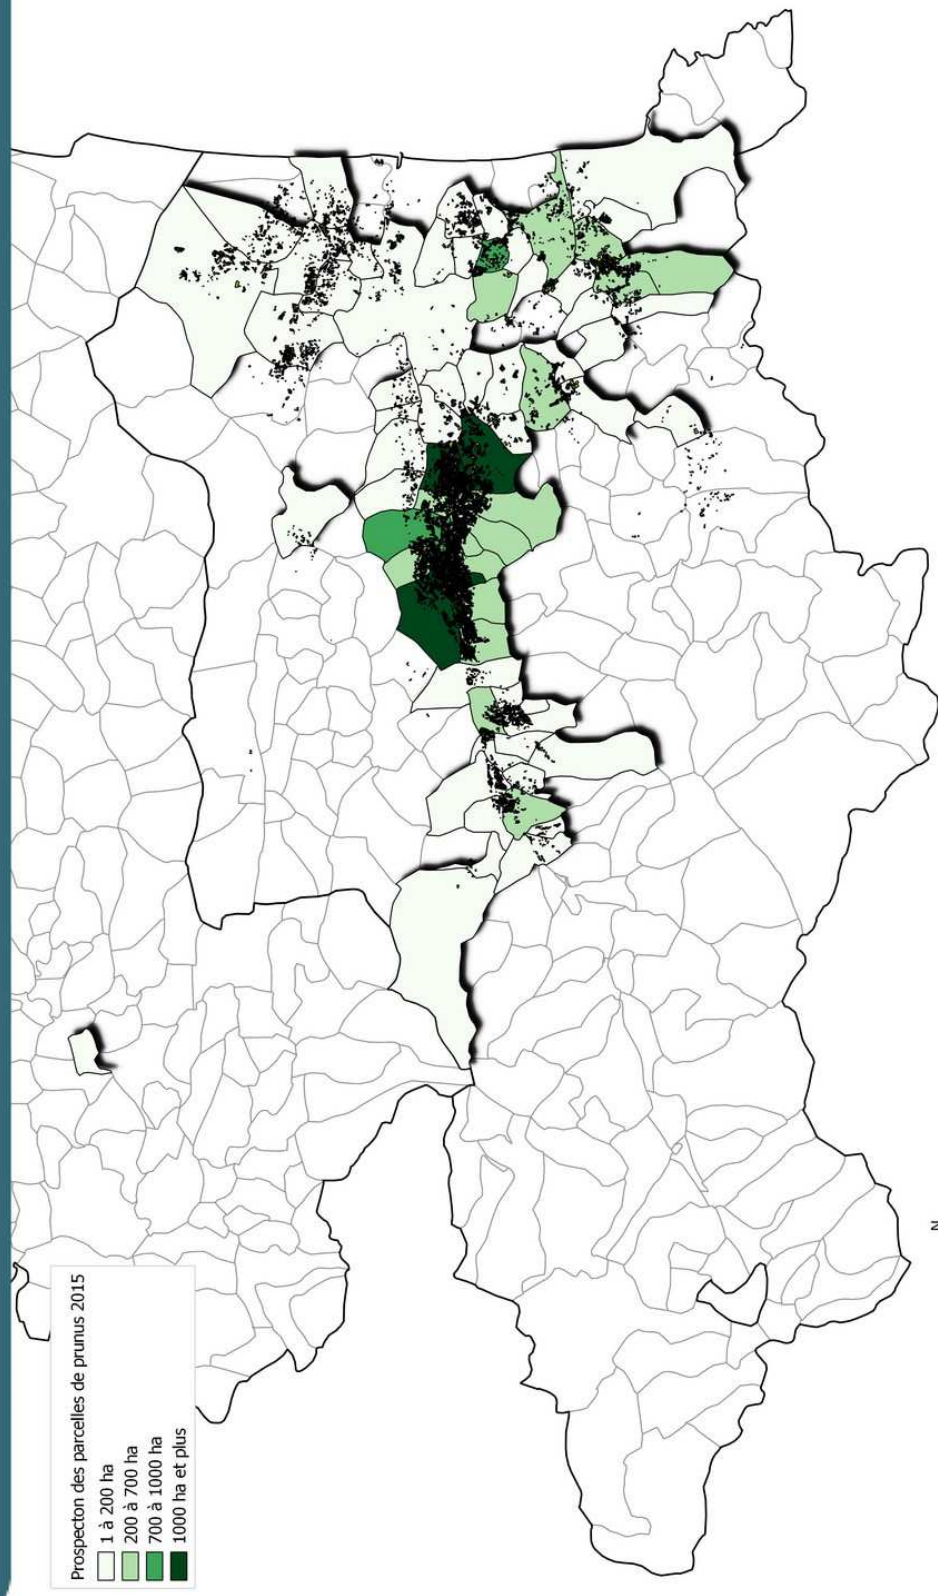 Prospecton des parcelles de prunus 2015
1 à 200 ha
200 à 700 ha
700 à 1000 ha
1000 ha et plus
N